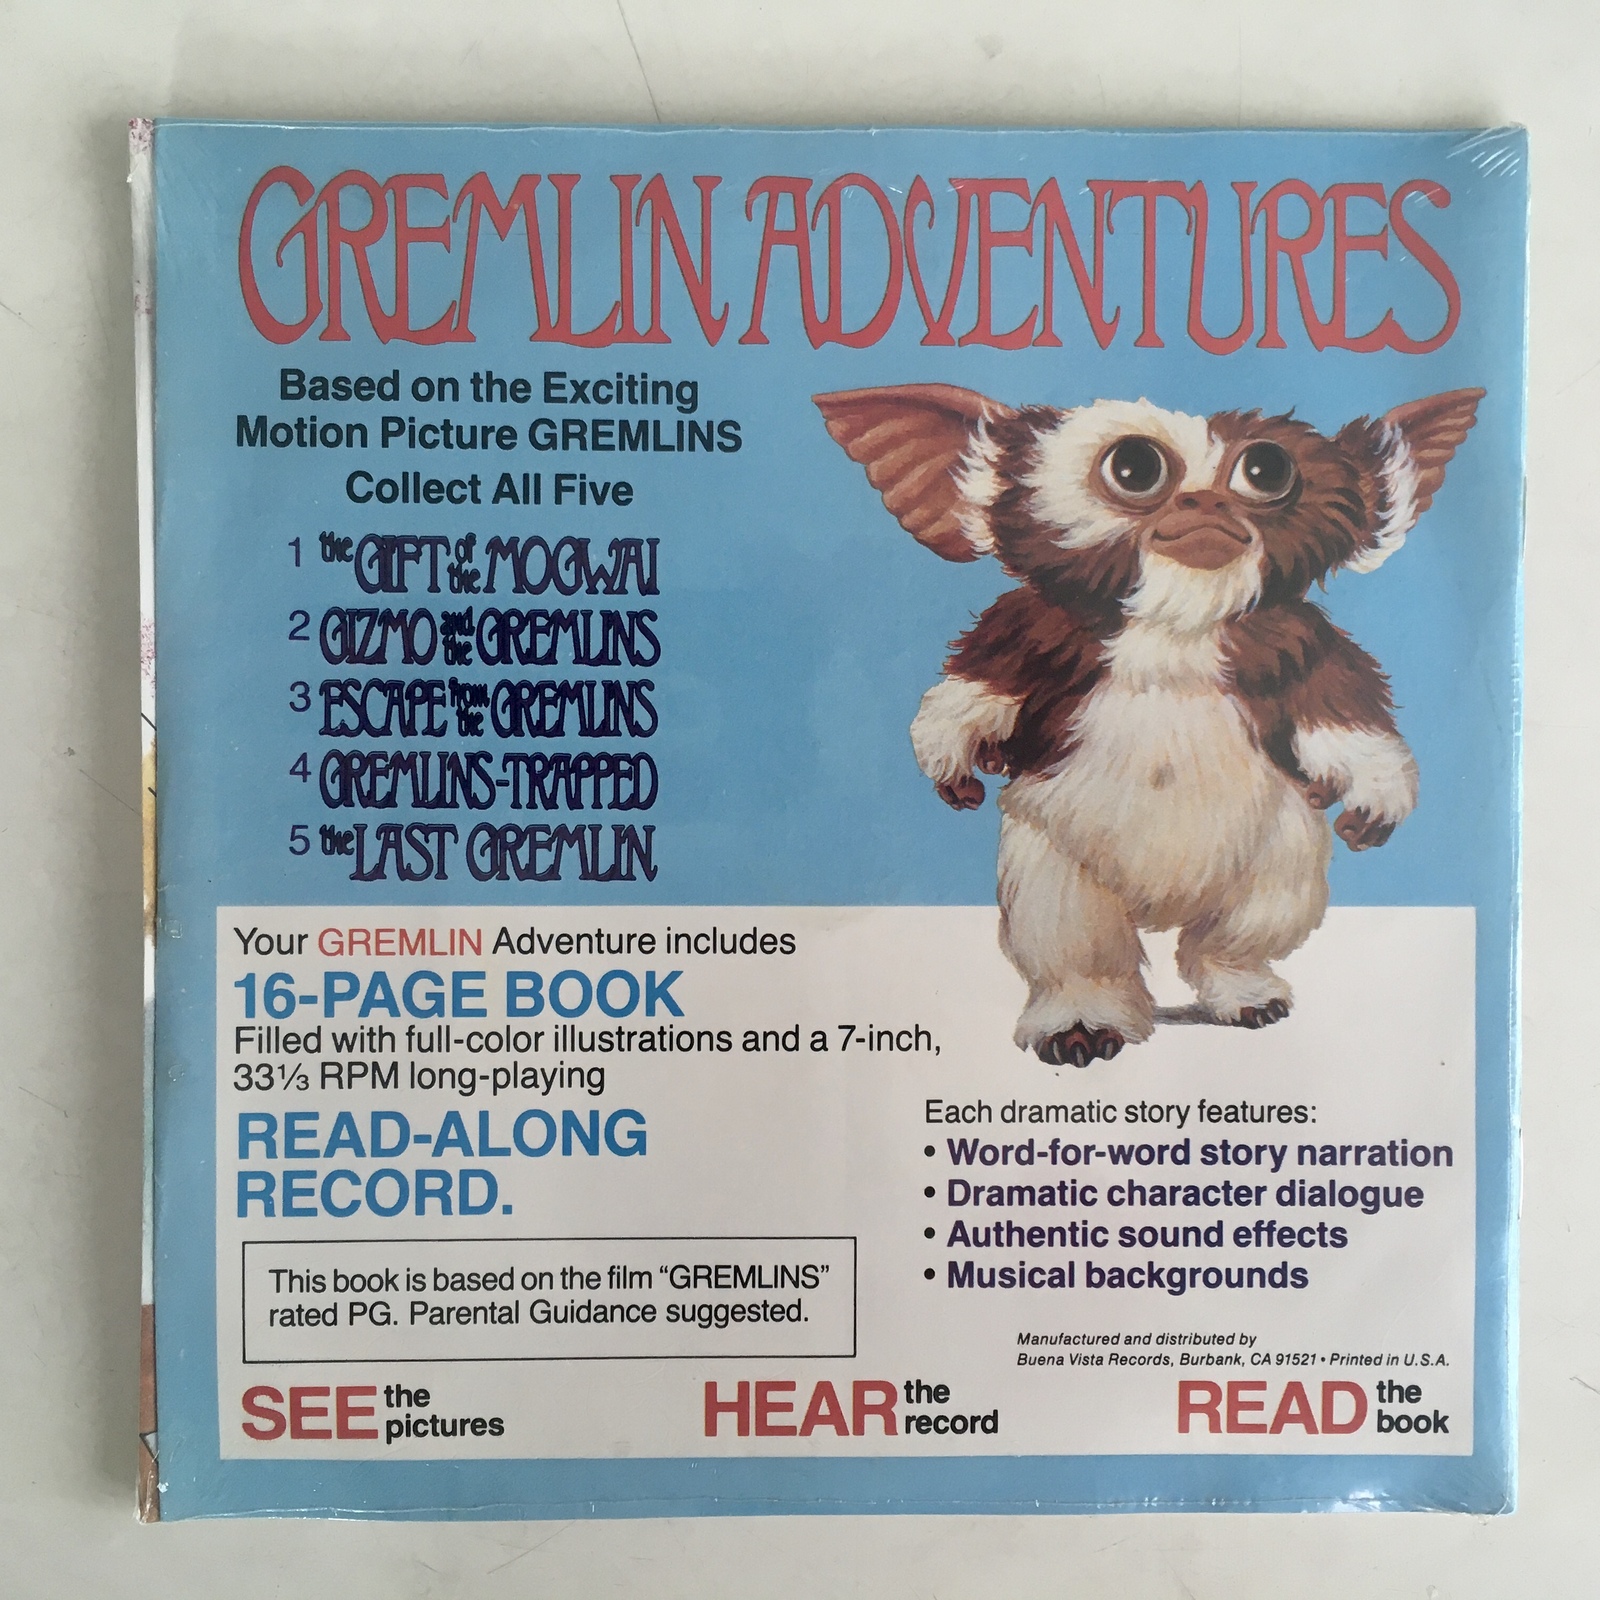 GREMLIN ADVENTURES
Based on the Exciting
Motion Picture GREMLINS
Collect All Five
1 the GIFT of the MOGWAI
2 GIZMO and the GREMLINS
3 ESCAPE from the GREMLINS
4 GREMLINS-TRAPPED
5 the LAST GREMLIN
Your GREMLIN Adventure includes
16-PAGE BOOK
Filled with full-color illustrations and a 7-inch,
33⅓ RPM long-playing
READ-ALONG
RECORD.
This book is based on the film “GREMLINS”
rated PG. Parental Guidance suggested.
Each dramatic story features:
• Word-for-word story narration
• Dramatic character dialogue
• Authentic sound effects
• Musical backgrounds
Manufactured and distributed by
Buena Vista Records, Burbank, CA 91521 • Printed in U.S.A.
SEE the pictures
HEAR the record
READ the book